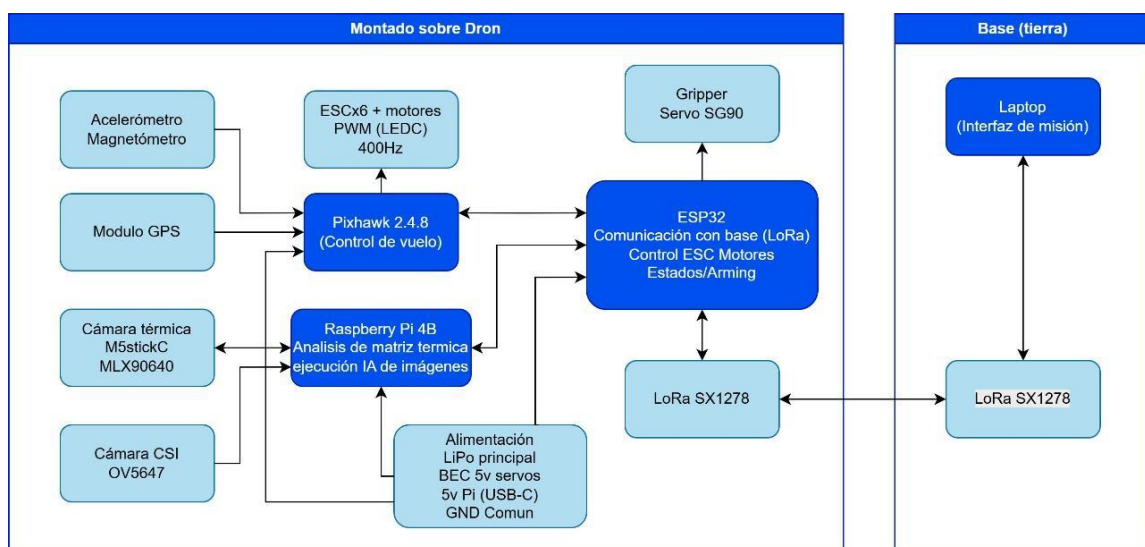 Montado sobre Dron
Base (tierra)
Acelerómetro
Magnetómetro
ESCx6 + motores
PWM (LEDC)
400Hz
Gripper
Servo SG90
Laptop
(Interfaz de misión)
Modulo GPS
Pixhawk 2.4.8
(Control de vuelo)
ESP32
Comunicación con base (LoRa)
Control ESC Motores
Estados/Arming
Cámara térmica
M5stickC
MLX90640
Raspberry Pi 4B
Analisis de matriz termica
ejecución IA de imágenes
LoRa SX1278
LoRa SX1278
Cámara CSI
OV5647
Alimentación
LiPo principal
BEC 5v servos
5v Pi (USB-C)
GND Comun